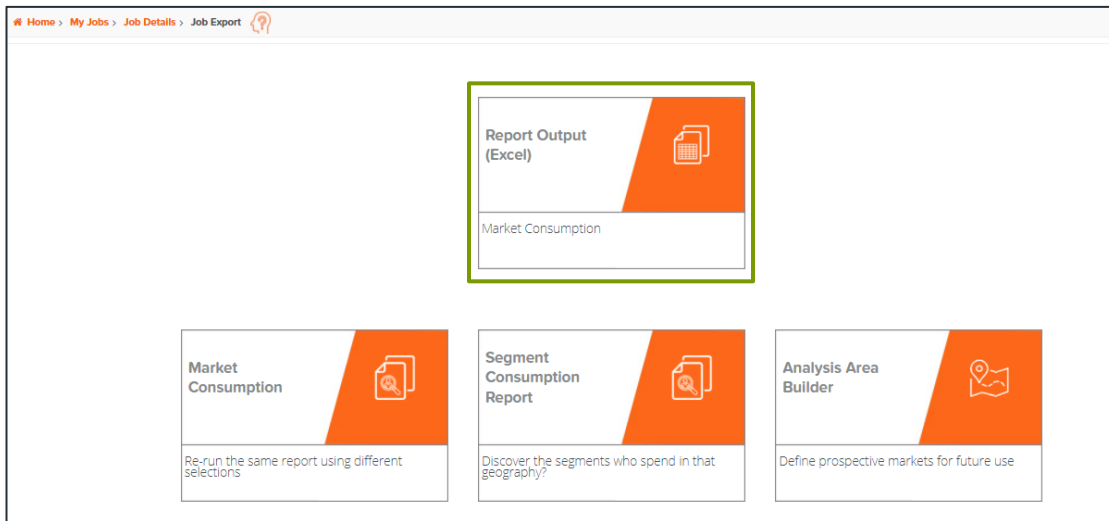 Home > My Jobs > Job Details > Job Export
Report Output
(Excel)
Market Consumption
Market
Consumption
Re-run the same report using different
selections
Segment
Consumption
Report
Discover the segments who spend in that
geography?
Analysis Area
Builder
Define prospective markets for future use